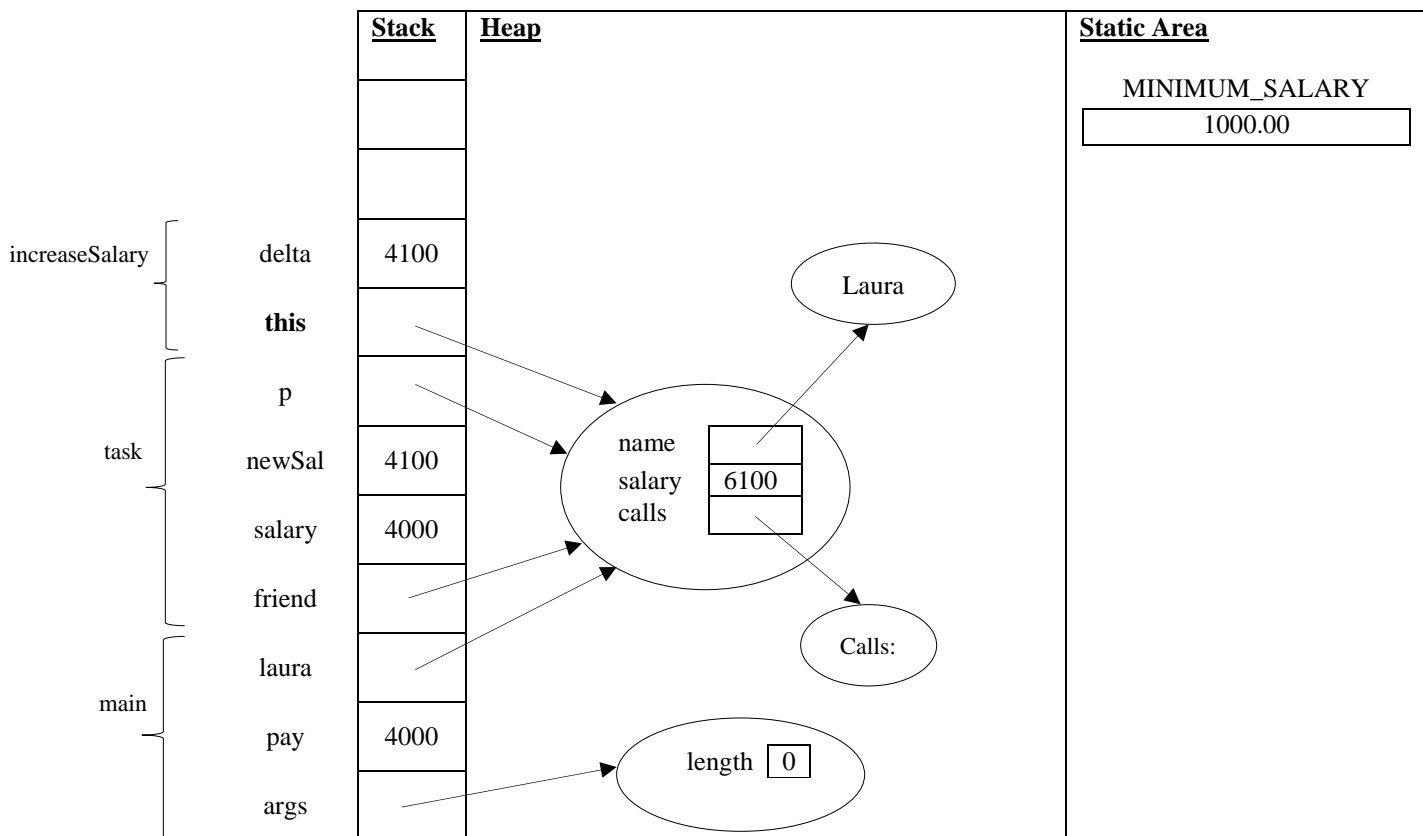 Stack
Heap
Static Area
MINIMUM_SALARY
1000.00
increaseSalary
delta
4100
Laura
this
p
name
task
newSal
4100
salary
6100
calls
salary
4000
friend
Calls:
laura
main
pay
4000
length
0
args